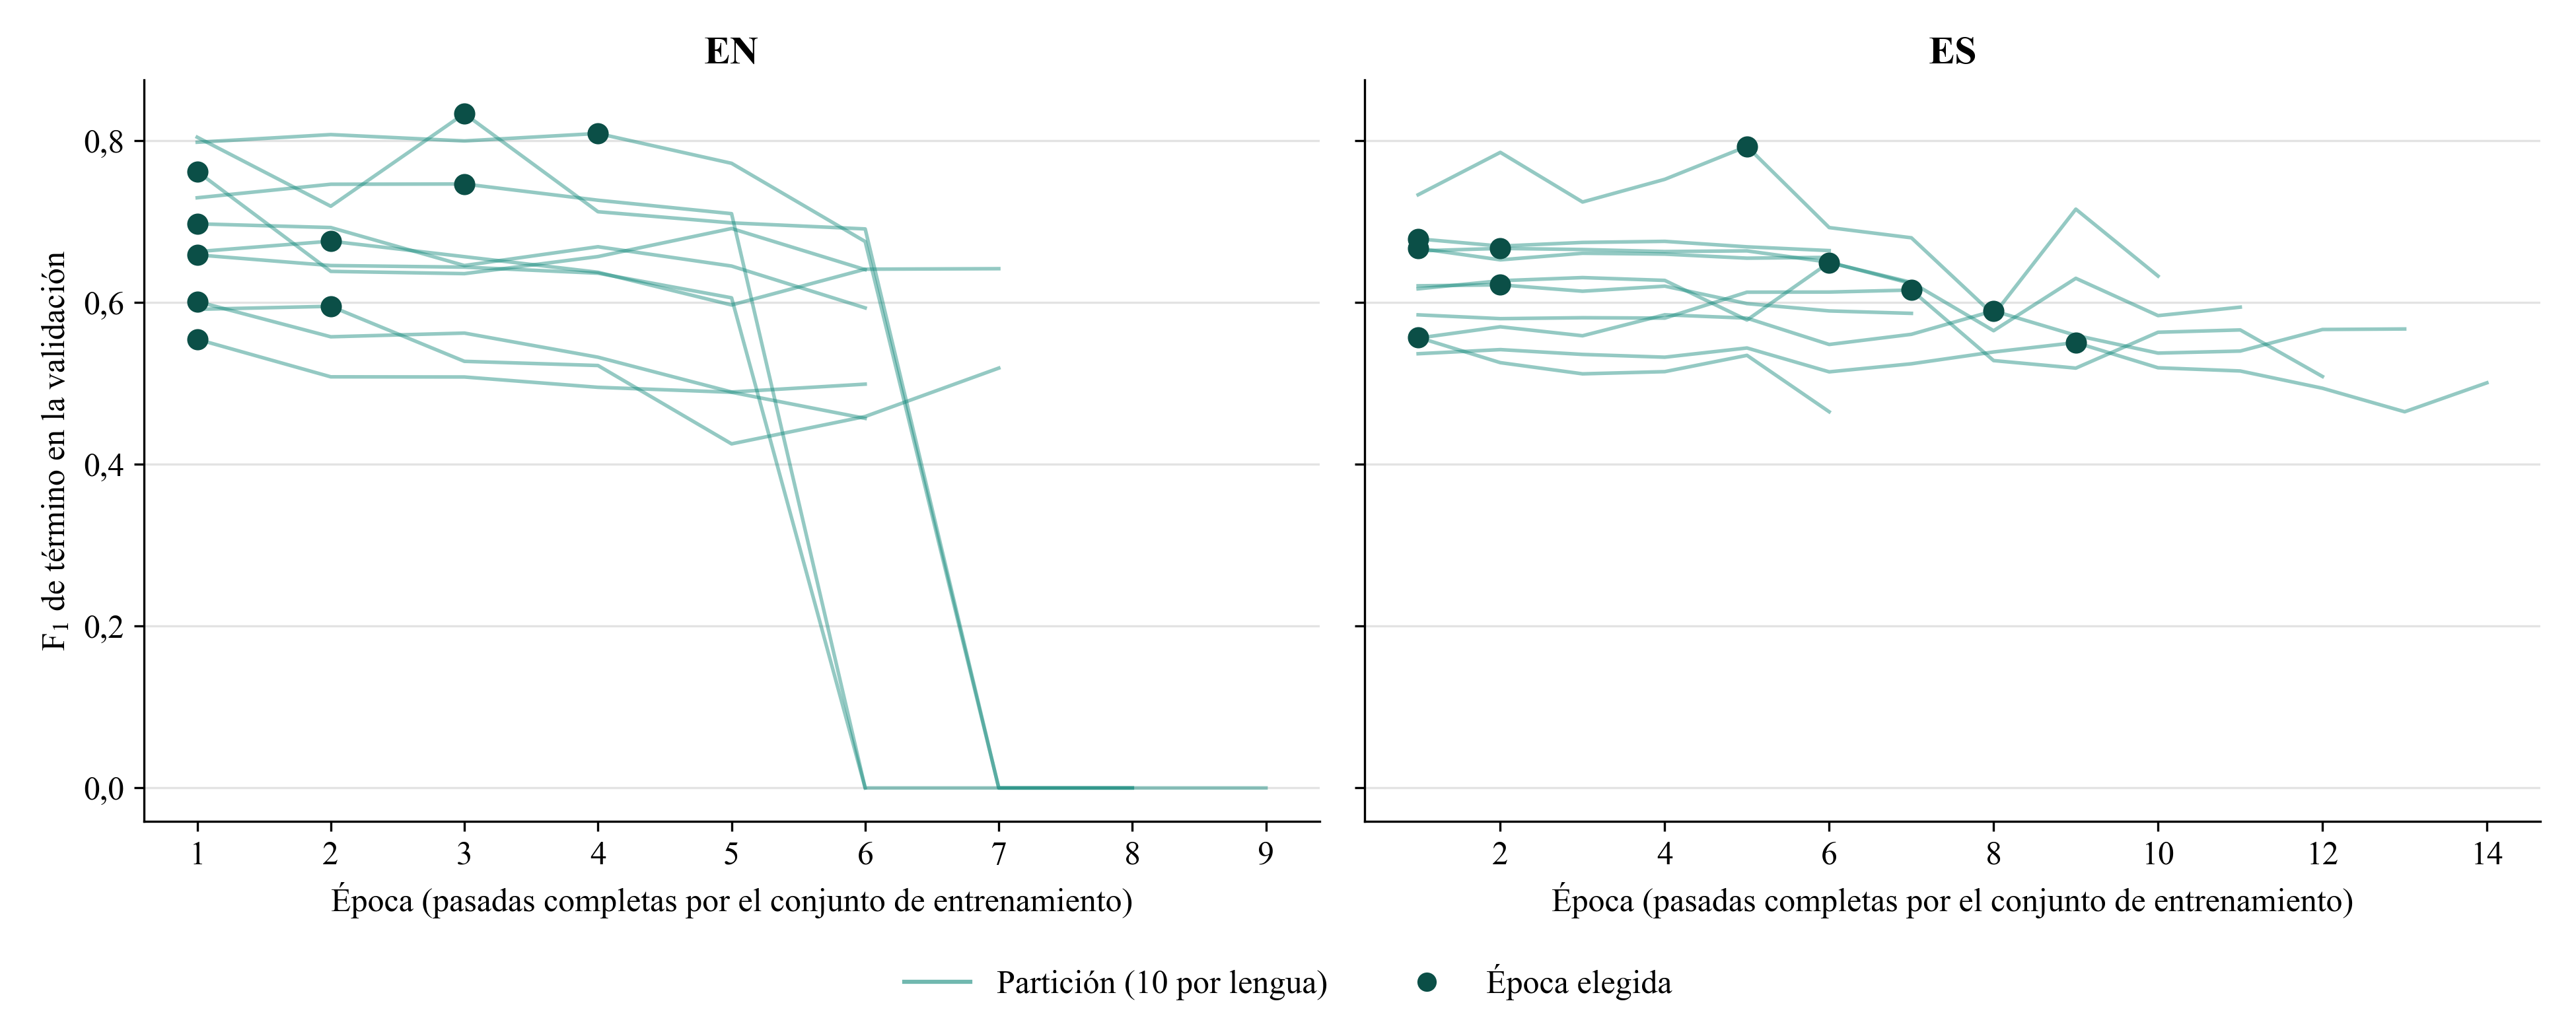 EN
ES
F₁ de término en la validación
0,8
0,6
0,4
0,2
0,0
1 2 3 4 5 6 7 8 9
2 4 6 8 10 12 14
Época (pasadas completas por el conjunto de entrenamiento)
Época (pasadas completas por el conjunto de entrenamiento)
Partición (10 por lengua)
Época elegida